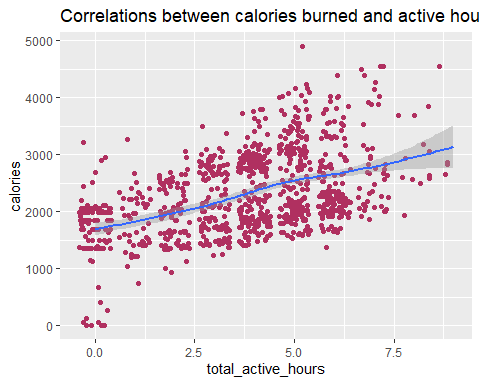 Correlations between calories burned and active hou
5000
4000
3000
2000
1000
0
calories
0.0 2.5 5.0 7.5
total_active_hours